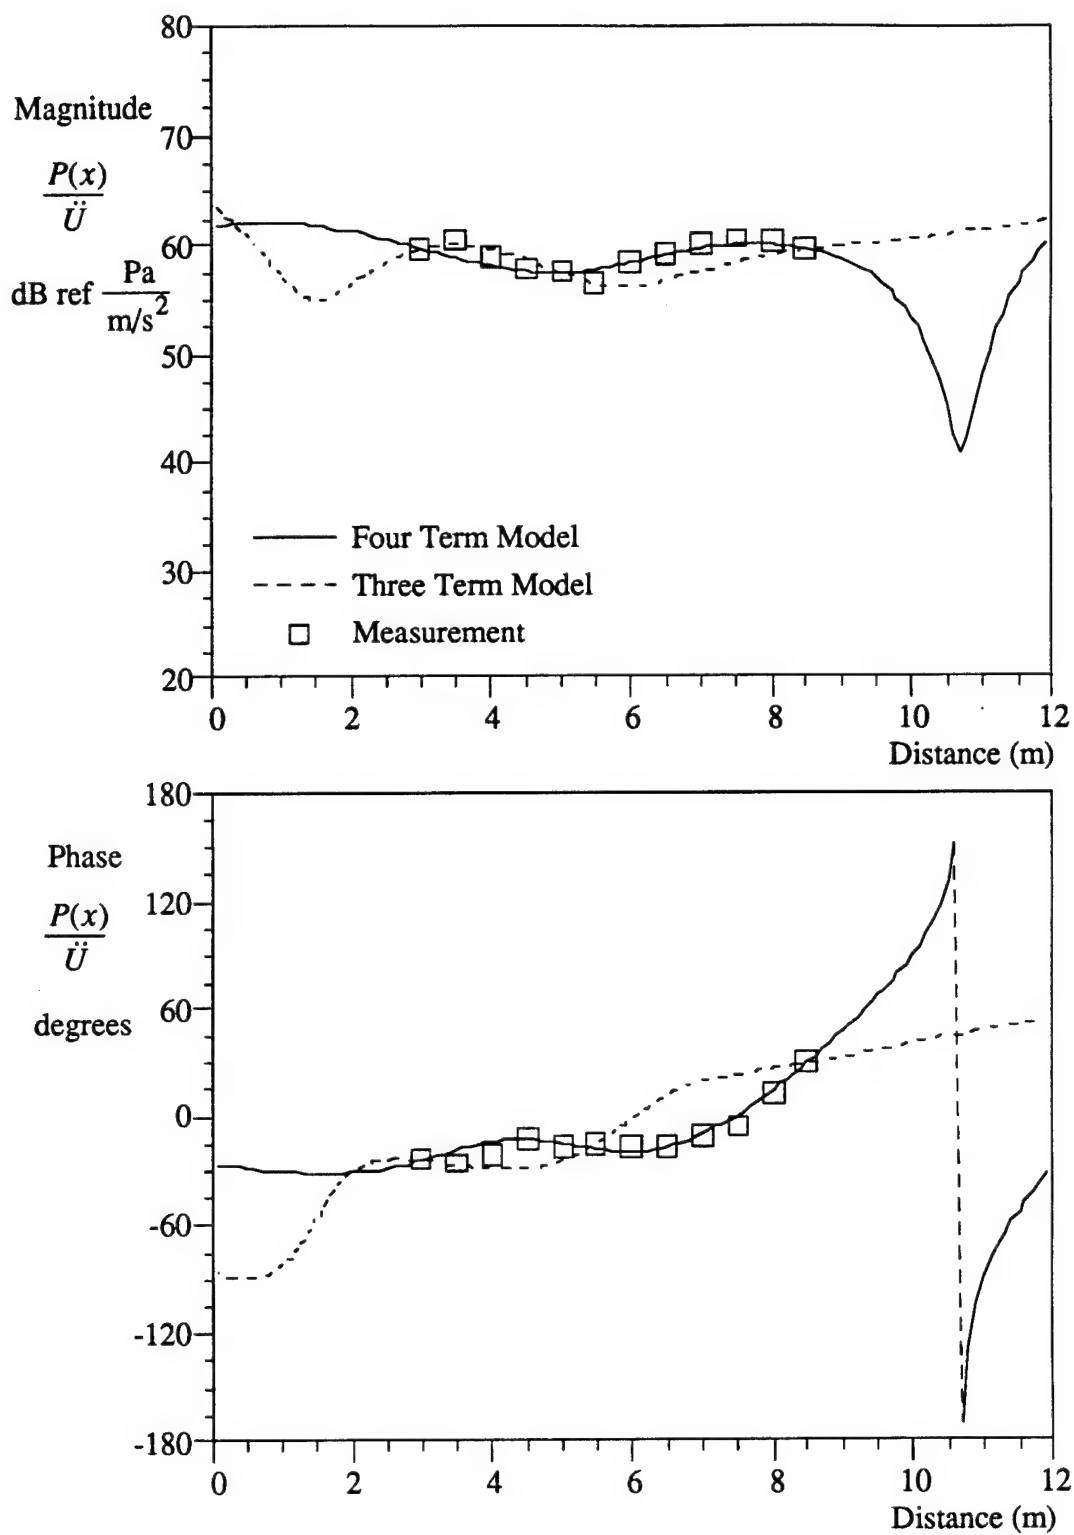 80
Magnitude
70
P(x)
Ü
60
dB ref Pa
m/s²
50
40
Four Term Model
30
Three Term Model
Measurement
20
0 2 4 6 8 10 12
Distance (m)
180
Phase
120
P(x)
Ü
60
degrees
0
-60
-120
-180
0 2 4 6 8 10 12
Distance (m)